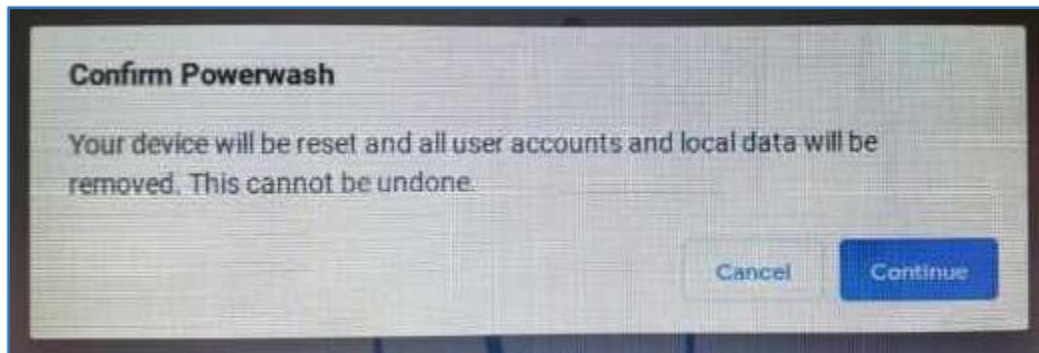 Confirm Powerwash
Your device will be reset and all user accounts and local data will be
removed. This cannot be undone.
Cancel
Continue